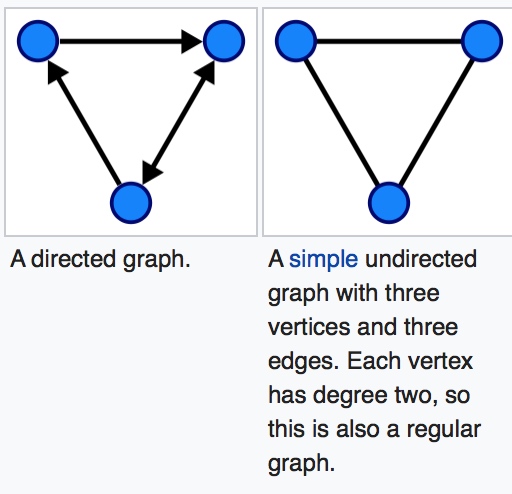 A directed graph.
A simple undirected
graph with three
vertices and three
edges. Each vertex
has degree two, so
this is also a regular
graph.